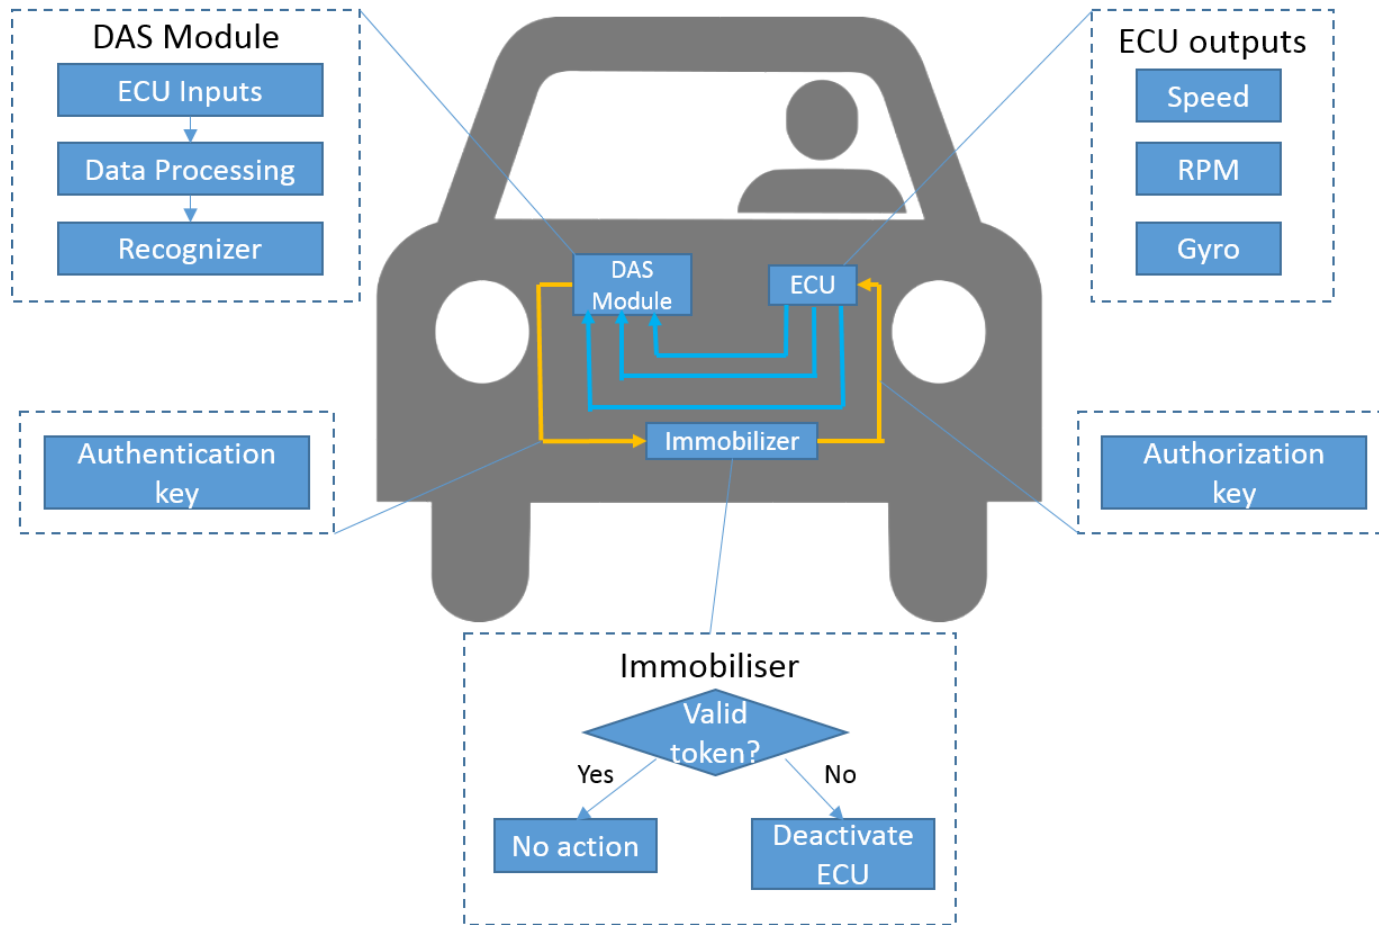 DAS Module
ECU Inputs
Data Processing
Recognizer
ECU outputs
Speed
RPM
Gyro
DAS
Module
ECU
Immobilizer
Authentication
key
Authorization
key
Immobiliser
Valid
token?
Yes
No
No action
Deactivate
ECU